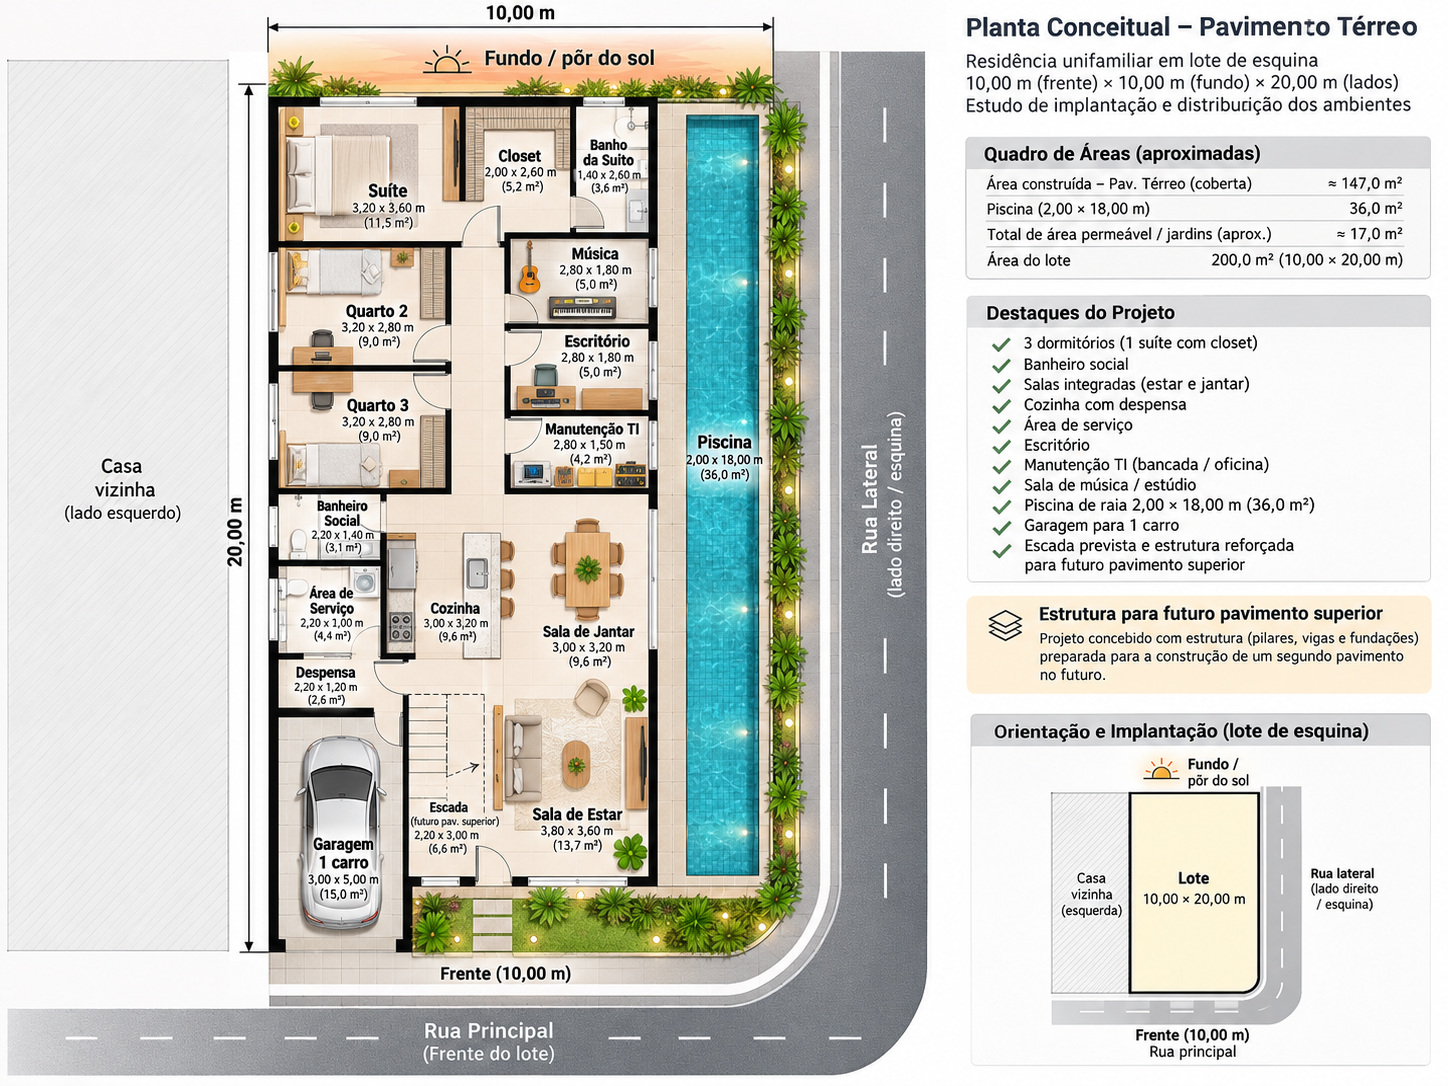 10,00 m
Fundo / pôr do sol
20,00 m
Casa
vizinha
(lado esquerdo)
Suíte
3,20 x 3,60 m
(11,5 m²)
Closet
2,00 x 2,60 m
(5,2 m²)
Banho
da Suito
1,40 x 2,60 m
(3,6 m²)
Música
2,80 x 1,80 m
(5,0 m²)
Quarto 2
3,20 x 2,80 m
(9,0 m²)
Escritório
2,80 x 1,80 m
(5,0 m²)
Quarto 3
3,20 x 2,80 m
(9,0 m²)
Manutenção TI
2,80 x 1,50 m
(4,2 m²)
Piscina
2,00 x 18,00 m
(36,0 m²)
Banheiro
Social
2,20 x 1,40 m
(3,1 m²)
Área de
Serviço
2,20 x 1,00 m
(4,4 m²)
Cozinha
3,00 x 3,20 m
(9,6 m²)
Sala de Jantar
3,00 x 3,20 m
(9,6 m²)
Despensa
2,20 x 1,20 m
(2,6 m²)
Escada
(futuro pav. superior)
2,20 x 3,00 m
(6,6 m²)
Sala de Estar
3,80 x 3,60 m
(13,7 m²)
Garagem
1 carro
3,00 x 5,00 m
(15,0 m²)
Rua Lateral
(lado direito / esquina)
Frente (10,00 m)
Rua Principal
(Frente do lote)
Planta Conceitual – Pavimento Térreo
Residência unifamiliar em lote de esquina
10,00 m (frente) × 10,00 m (fundo) × 20,00 m (lados)
Estudo de implantação e distribuição dos ambientes
Quadro de Áreas (aproximadas)
Área construída – Pav. Térreo (coberta) ≈ 147,0 m²
Piscina (2,00 × 18,00 m) 36,0 m²
Total de área permeável / jardins (aprox.) ≈ 17,0 m²
Área do lote 200,0 m² (10,00 × 20,00 m)
Destaques do Projeto
3 dormitórios (1 suíte com closet)
Banheiro social
Salas integradas (estar e jantar)
Cozinha com despensa
Área de serviço
Escritório
Manutenção TI (bancada / oficina)
Sala de música / estúdio
Piscina de raia 2,00 × 18,00 m (36,0 m²)
Garagem para 1 carro
Escada prevista e estrutura reforçada
para futuro pavimento superior
Estrutura para futuro pavimento superior
Projeto concebido com estrutura (pilares, vigas e fundações)
preparada para a construção de um segundo pavimento
no futuro.
Orientação e Implantação (lote de esquina)
Fundo /
pôr do sol
Casa
vizinha
(esquerda)
Lote
10,00 × 20,00 m
Rua lateral
(lado direito
/ esquina)
Frente (10,00 m)
Rua principal